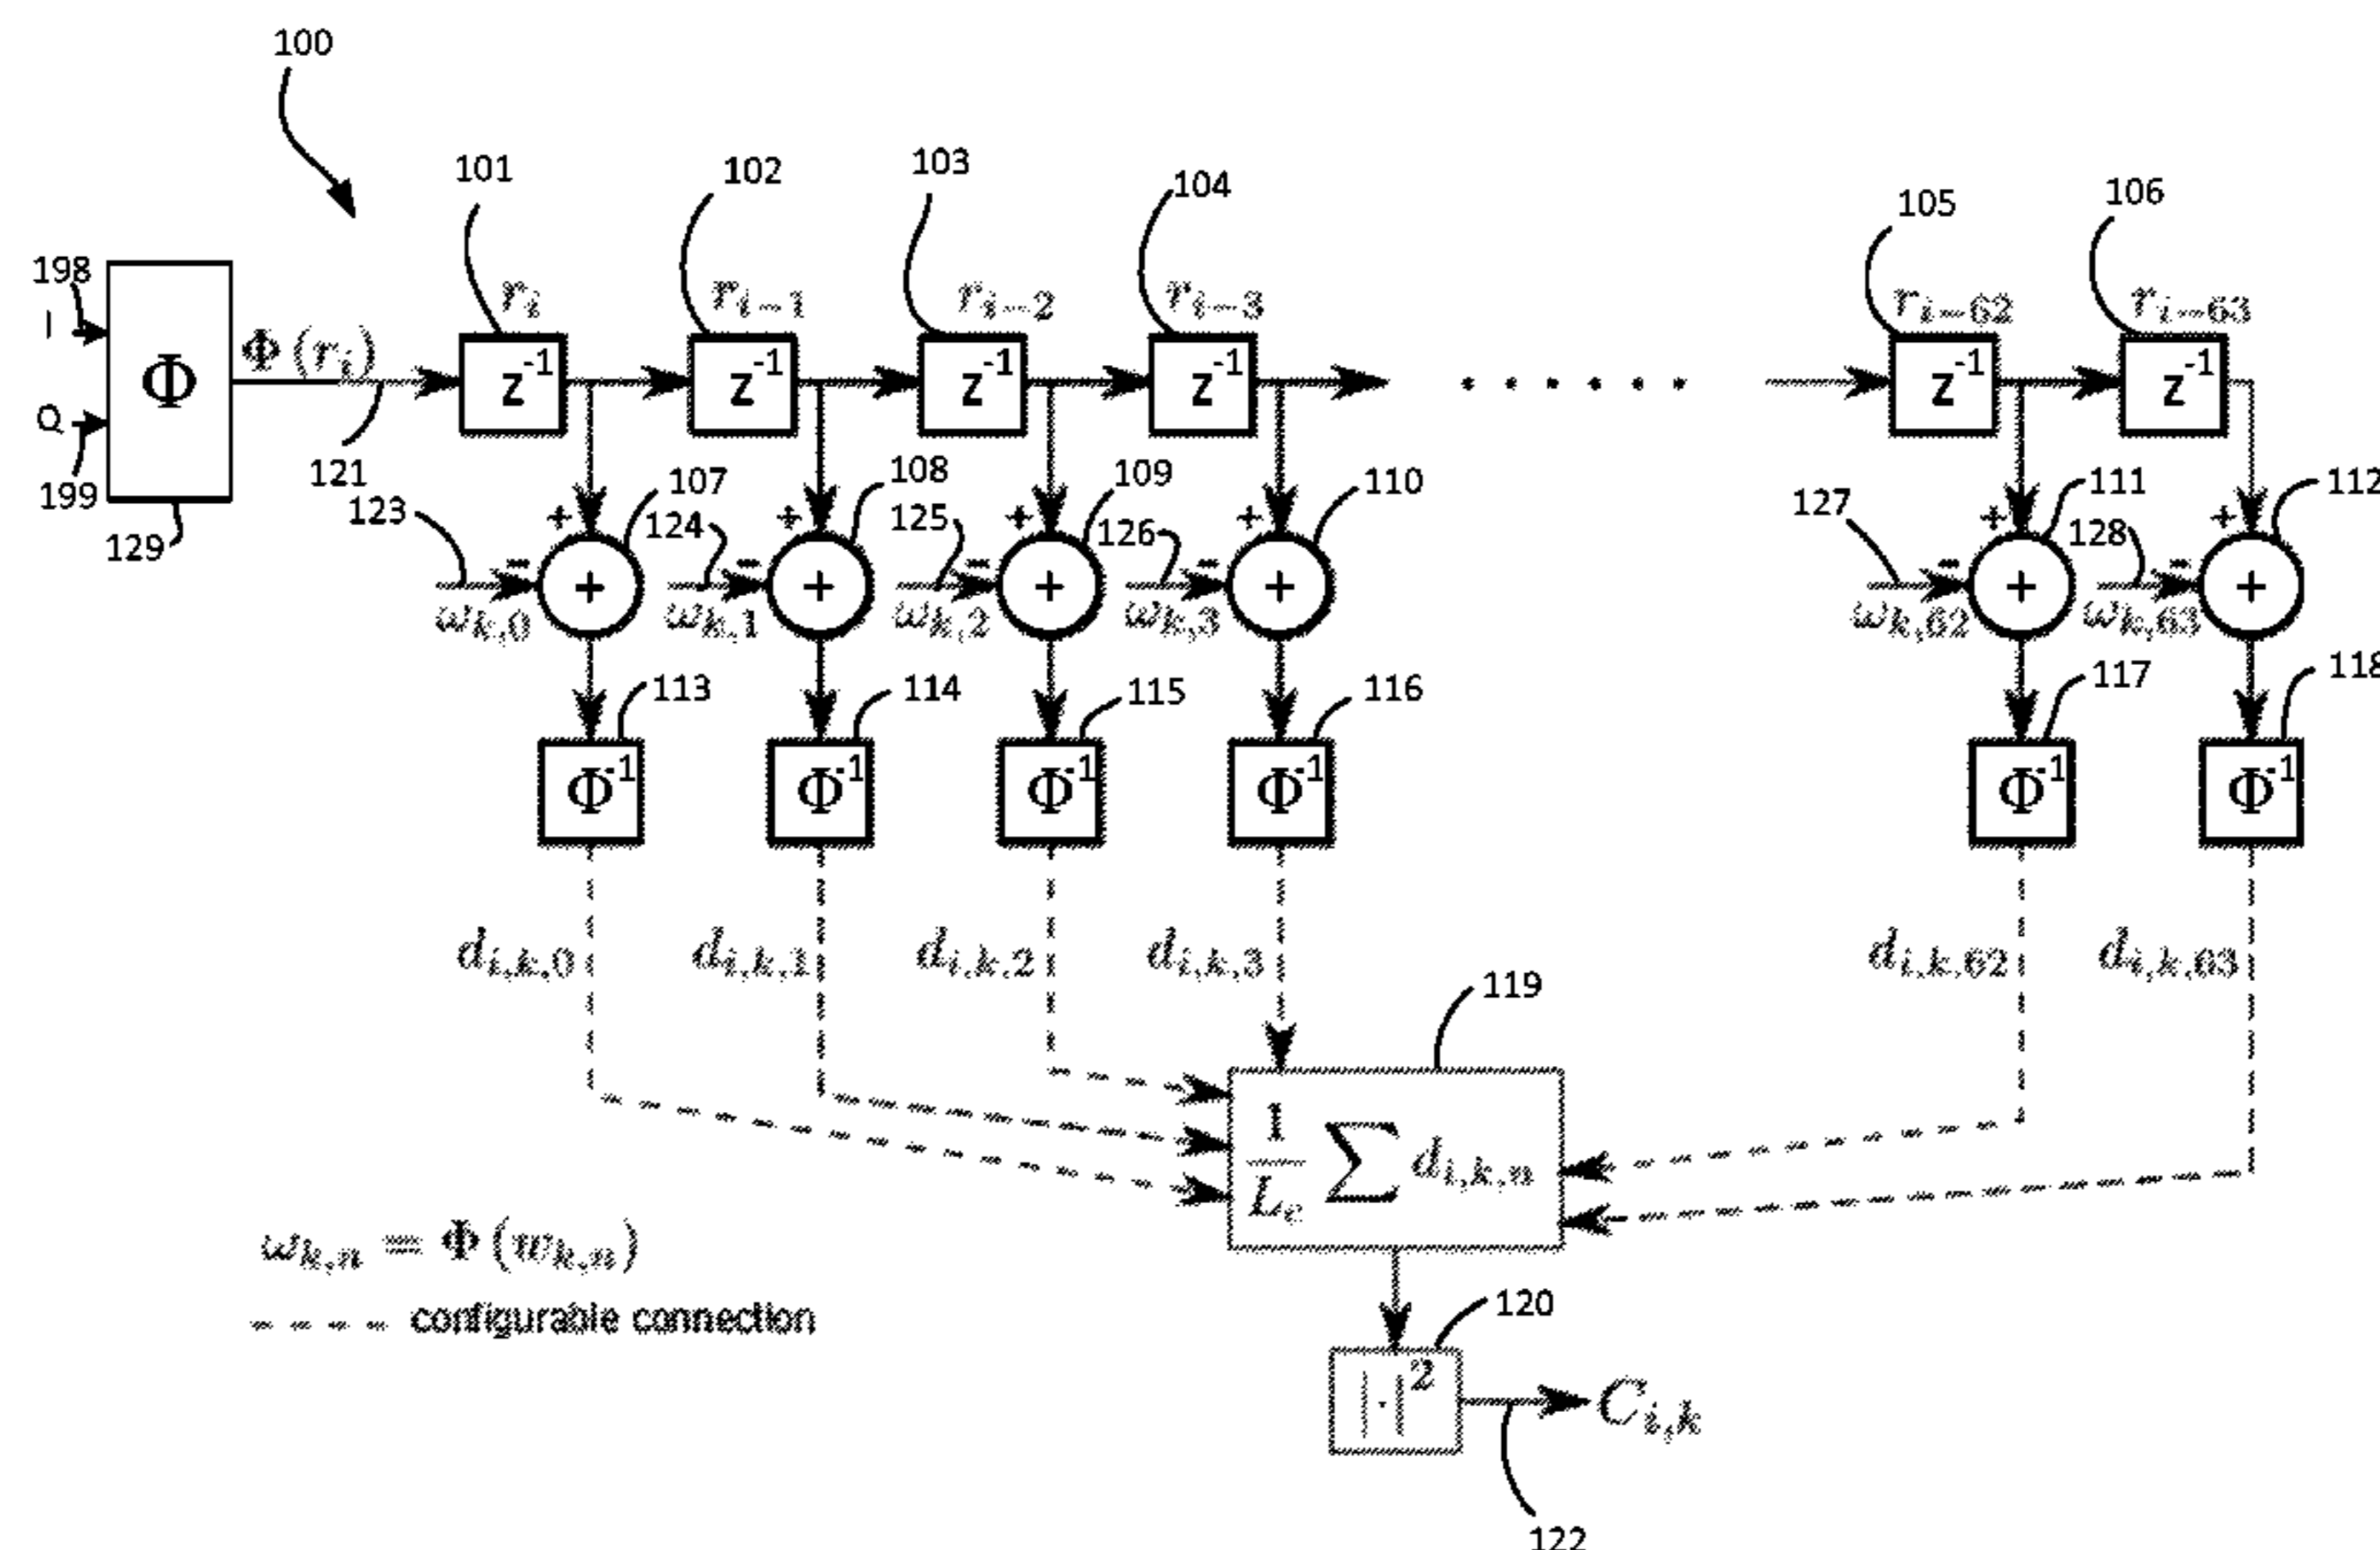 100
101
102
103
104
105
106
198
I
Q
199
Φ
129
Φ (r_i)
121
r_i
r_{i-1}
r_{i-2}
r_{i-3}
r_{i-62}
r_{i-63}
z^{-1}
z^{-1}
z^{-1}
z^{-1}
z^{-1}
z^{-1}
123
107
124
108
125
109
126
110
127
111
128
112
+
-
+
+
-
+
+
-
+
+
-
+
+
-
+
+
-
+
ω_{k,0}
ω_{k,1}
ω_{k,2}
ω_{k,3}
ω_{k,62}
ω_{k,63}
113
114
115
116
117
118
Φ^{-1}
Φ^{-1}
Φ^{-1}
Φ^{-1}
Φ^{-1}
Φ^{-1}
d_{i,k,0}
d_{i,k,1}
d_{i,k,2}
d_{i,k,3}
d_{i,k,62}
d_{i,k,63}
119
1/L_c ∑ d_{i,k,n}
ω_{k,n} = Φ (w_{k,n})
configurable connection
120
|·|^2
C_{i,k}
122